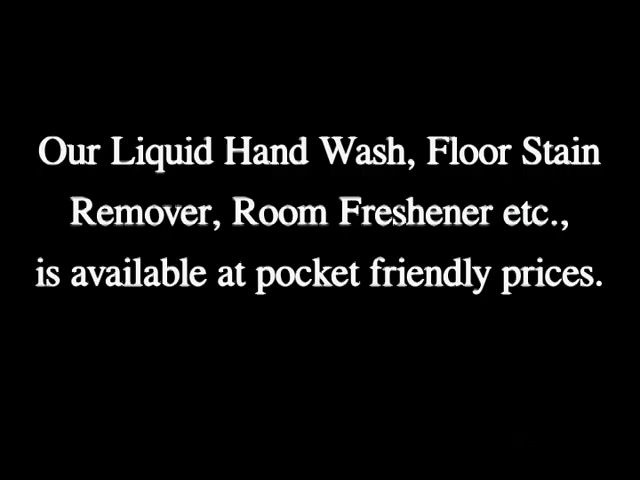 Our Liquid Hand Wash, Floor Stain
Remover, Room Freshener etc.,
is available at pocket friendly prices.